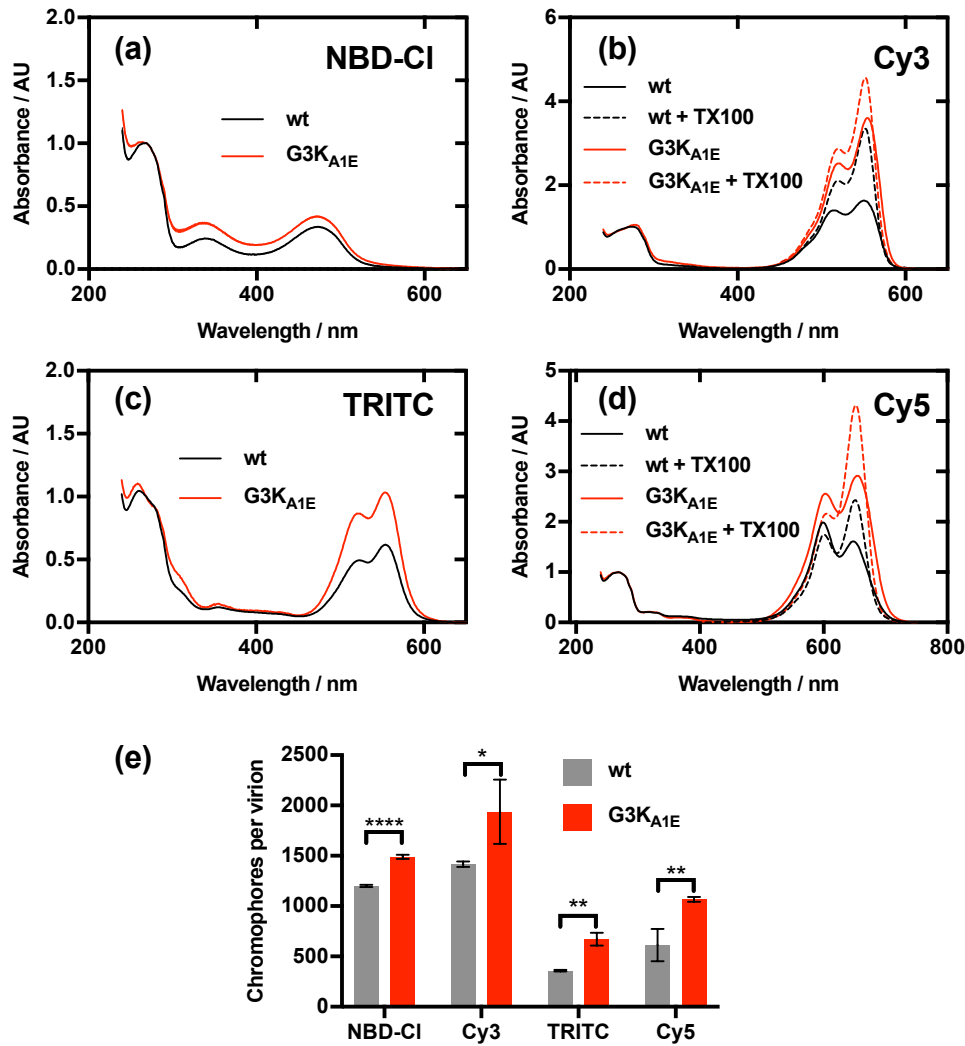 (a)
NBD-Cl
Absorbance / AU
2.0
1.5
1.0
0.5
0.0
wt
G3KA1E
200
400
600
Wavelength / nm
(b)
Cy3
Absorbance / AU
6
4
2
0
wt
wt + TX100
G3KA1E
G3KA1E + TX100
200
400
600
Wavelength / nm
(c)
TRITC
Absorbance / AU
2.0
1.5
1.0
0.5
0.0
wt
G3KA1E
200
400
600
Wavelength / nm
(d)
Cy5
Absorbance / AU
5
4
3
2
1
0
wt
wt + TX100
G3KA1E
G3KA1E + TX100
200
400
600
800
Wavelength / nm
(e)
Chromophores per virion
2500
2000
1500
1000
500
0
****
*
**
**
wt
G3KA1E
NBD-Cl
Cy3
TRITC
Cy5